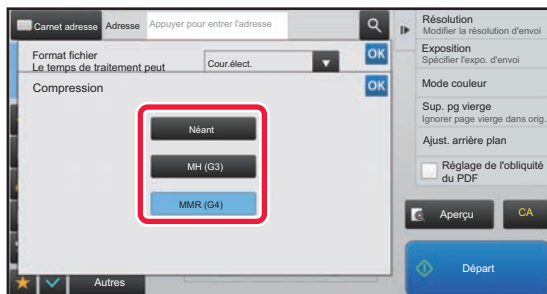 Carnet adresse
Adresse
Appuyer pour entrer l'adresse
Format fichier
Le temps de traitement peut
Cour.élect.
OK
Compression
OK
Néant
MH (G3)
MMR (G4)
Autres
Résolution
Modifier la résolution d'envoi
Exposition
Spécifier l'expo. d'envoi
Mode couleur
Sup. pg vierge
Ignorer page vierge dans orig.
Ajust. arrière plan
Réglage de l'obliquité
du PDF
Aperçu
CA
Départ